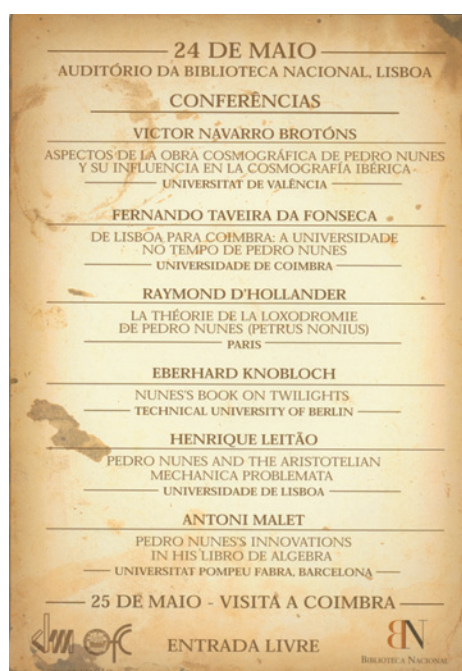 24 DE MAIO
AUDITÓRIO DA BIBLIOTECA NACIONAL, LISBOA
CONFERÊNCIAS
VICTOR NAVARRO BROTÓNS
ASPECTOS DE LA OBRA COSMOGRÁFICA DE PEDRO NUNES
Y SU INFLUENCIA EN LA COSMOGRAFÍA IBÉRICA
UNIVERSITAT DE VALÊNCIA
FERNANDO TAVEIRA DA FONSECA
DE LISBOA PARA COIMBRA: A UNIVERSIDADE
NO TEMPO DE PEDRO NUNES
UNIVERSIDADE DE COIMBRA
RAYMOND D'HOLLANDER
LA THÉORIE DE LA LOXODROMIE
DE PEDRO NUNES (PETRUS NONIUS)
PARIS
EBERHARD KNOBLOCH
NUNES'S BOOK ON TWILIGHTS
TECHNICAL UNIVERSITY OF BERLIN
HENRIQUE LEITÃO
PEDRO NUNES AND THE ARISTOTELIAN
MECHANICA PROBLEMATA
UNIVERSIDADE DE LISBOA
ANTONI MALET
PEDRO NUNES'S INNOVATIONS
IN HIS LIBRO DE ALGEBRA
UNIVERSITAT POMPEU FABRA, BARCELONA
25 DE MAIO - VISITA A COIMBRA
ENTRADA LIVRE
BN
BIBLIOTECA NACIONAL